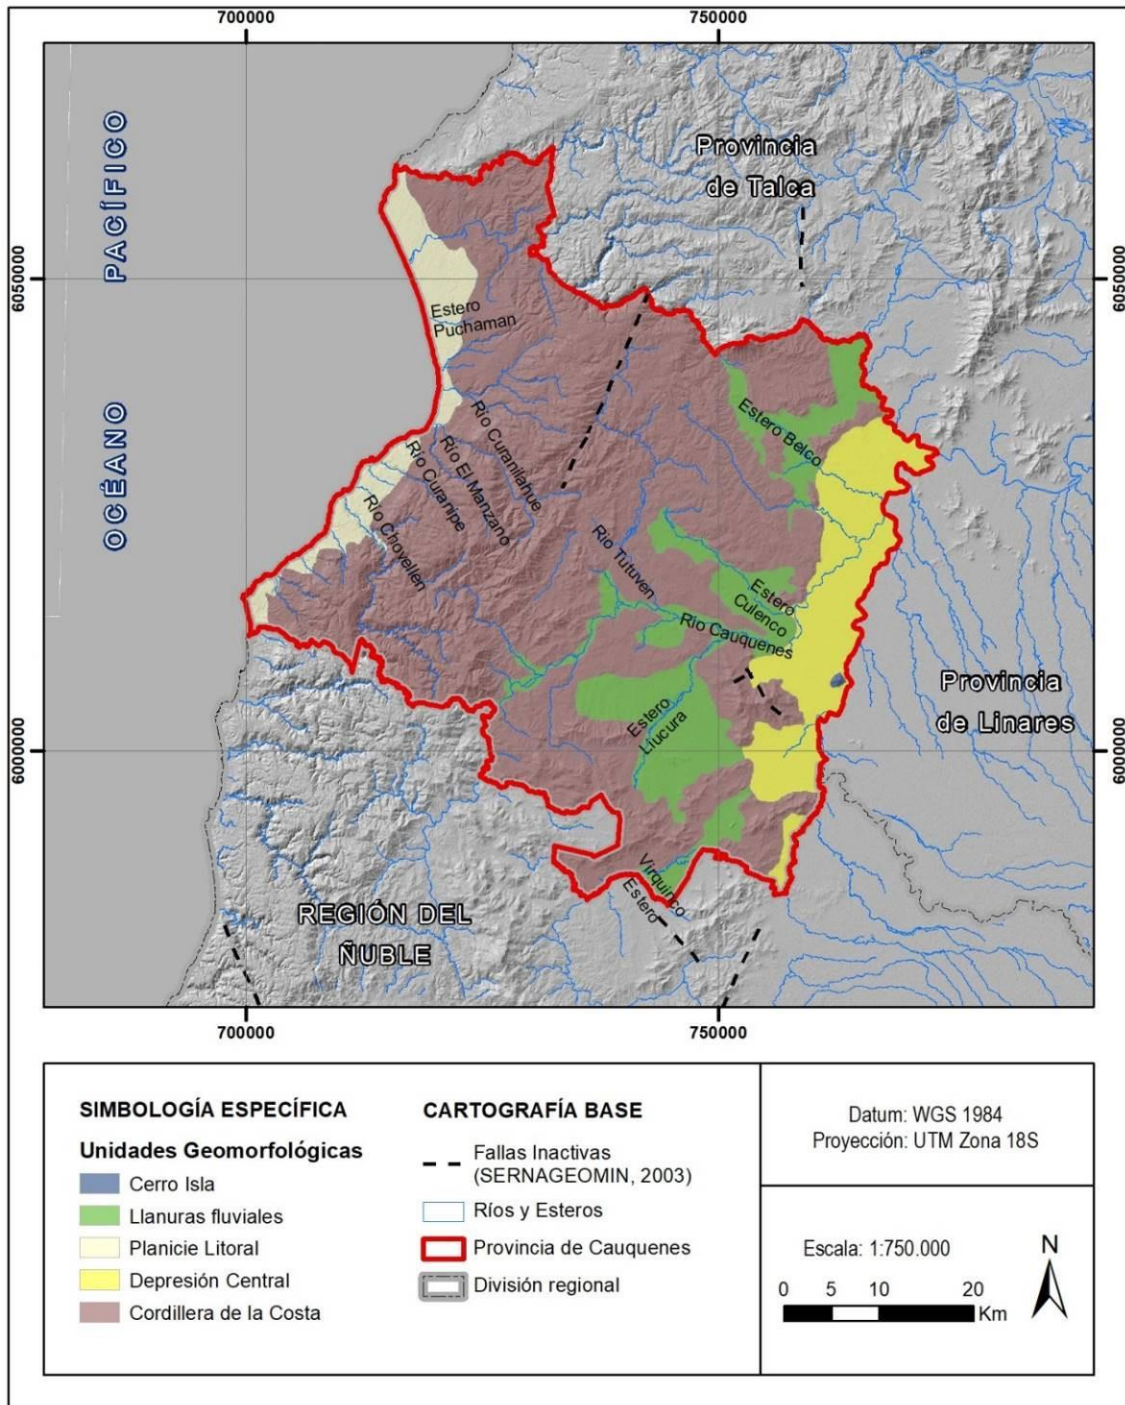 700000
750000
6050000
6050000
6000000
6000000
OCÉANO PACÍFICO
Provincia
de Talca
Estero
Puchaman
Río Curanilahue
Río El Manzano
Río Curanipe
Río Chovellen
Estero Belco
Río Tutuven
Estero
Culenco
Río Cauquenes
Estero
Llucura
Provincia
de Linares
Virquinco
Estero
REGIÓN DEL
ÑUBLE
700000
750000
SIMBOLOGÍA ESPECÍFICA
Unidades Geomorfológicas
Cerro Isla
Llanuras fluviales
Planicie Litoral
Depresión Central
Cordillera de la Costa
CARTOGRAFÍA BASE
Fallas Inactivas
(SERNAGEOMIN, 2003)
Ríos y Esteros
Provincia de Cauquenes
División regional
Datum: WGS 1984
Proyección: UTM Zona 18S
Escala: 1:750.000
0 5 10 20
Km
N